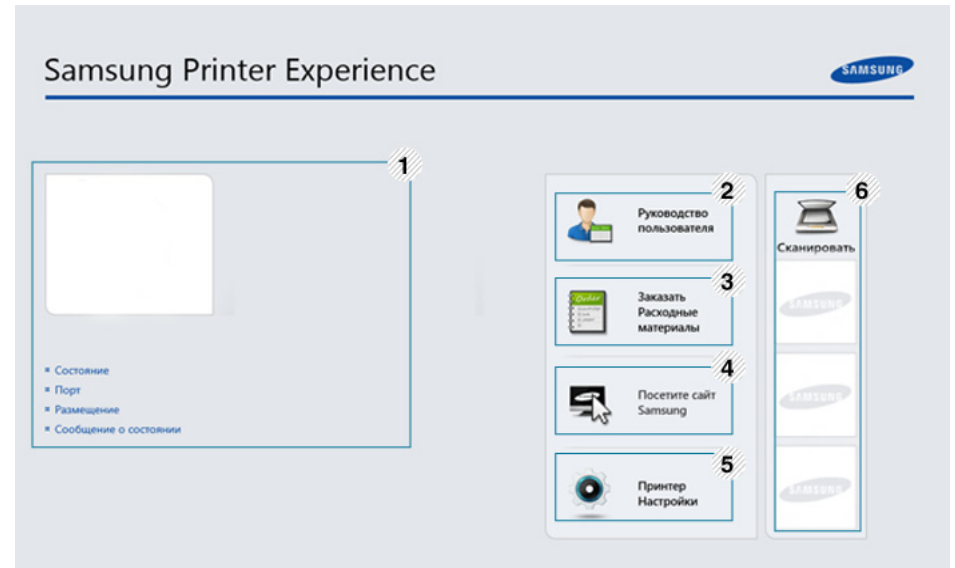 Samsung Printer Experience
SAMSUNG
1
Состояние
Порт
Размещение
Сообщение о состоянии
2
Руководство
пользователя
3
Order
Заказать
Расходные
материалы
4
Посетите сайт
Samsung
5
Принтер
Настройки
6
Сканировать
SAMSUNG
SAMSUNG
SAMSUNG